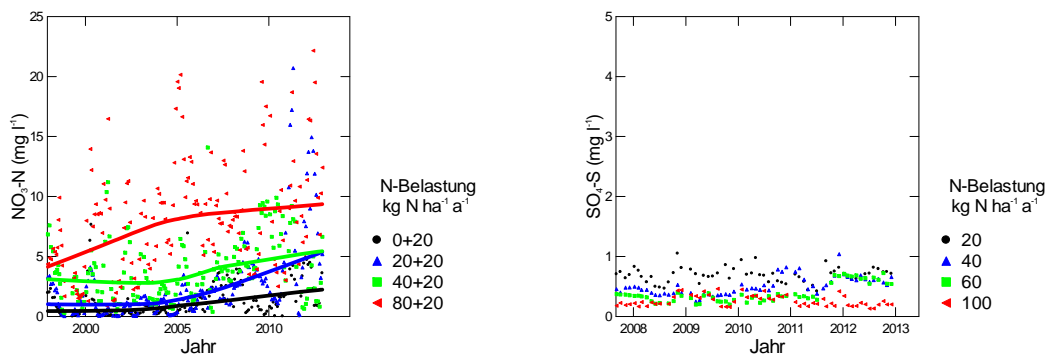 25
20
15
10
5
0
NO₃-N (mg l⁻¹)
2000 2005 2010
Jahr
N-Belastung
kg N ha⁻¹ a⁻¹
0+20
20+20
40+20
80+20
5
4
3
2
1
0
SO₄-S (mg l⁻¹)
2008 2009 2010 2011 2012 2013
Jahr
N-Belastung
kg N ha⁻¹ a⁻¹
20
40
60
100